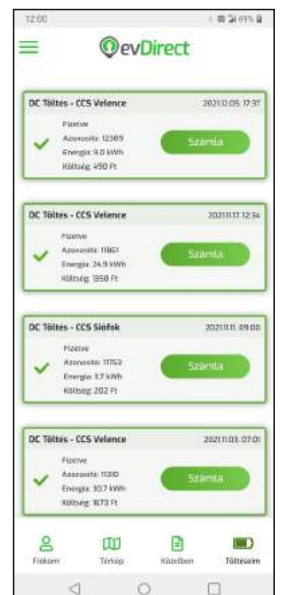 12:00
69%
evDirect
DC Töltés - CCS Velence 2021.12.05. 17:37
Fizetve
Azonosító: 12389
Energia: 9.0 kWh
Költség: 490 Ft
Számla
DC Töltés - CCS Velence 2021.11.17. 12:34
Fizetve
Azonosító: 11861
Energia: 24.9 kWh
Költség: 1358 Ft
Számla
DC Töltés - CCS Siófok 2021.11.11. 09:00
Fizetve
Azonosító: 11753
Energia: 3.7 kWh
Költség: 202 Ft
Számla
DC Töltés - CCS Velence 2021.11.03. 07:01
Fizetve
Azonosító: 11310
Energia: 30.7 kWh
Költség: 1673 Ft
Számla
Fiókom Térkép Közelben Töltéseim